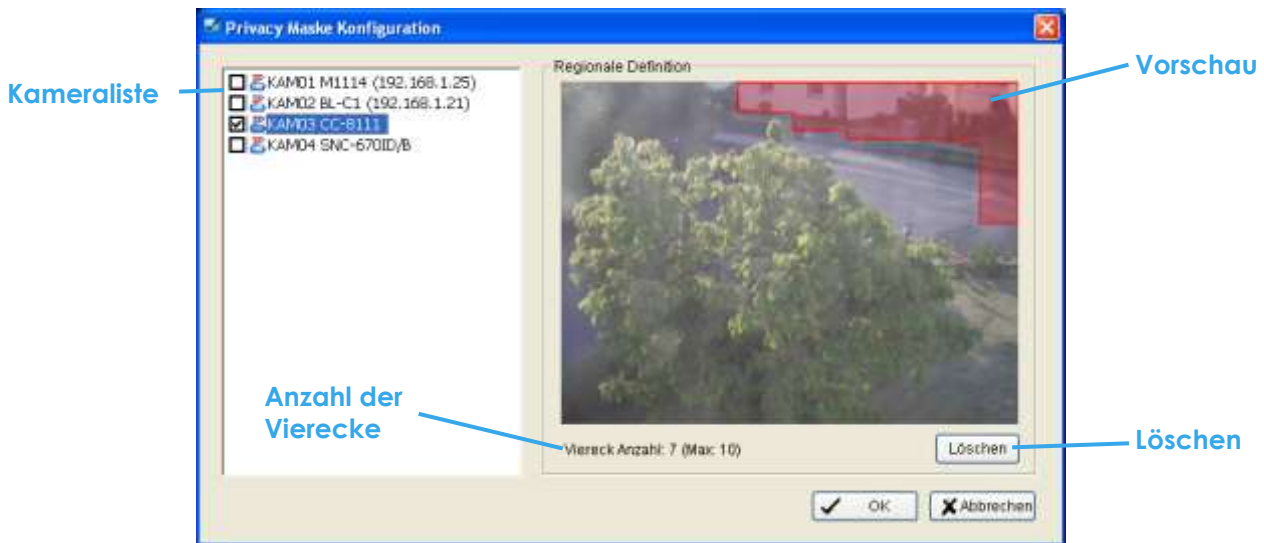 Privacy Maske Konfiguration
Kameraliste
KAM01 M1114 (192.168.1.25)
KAM02 BL-C1 (192.168.1.21)
KAM03 CC-8111
KAM04 SNC-670ID/B
Regionale Definition
Vorschau
Anzahl der
Vierecke
Viereck Anzahl: 7 (Max: 10)
Löschen
Löschen
OK
Abbrechen